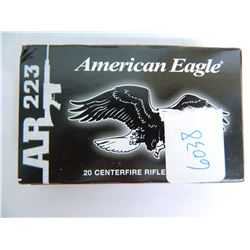 AR 223
American Eagle®
20 CENTERFIRE RIFLE
6038